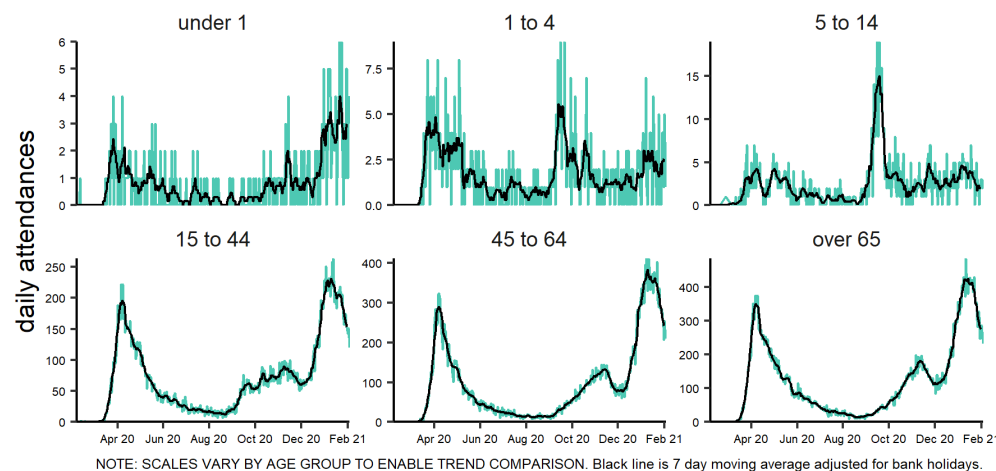 under 1
1 to 4
5 to 14
6
5
4
3
2
1
0
7.5
5.0
2.5
0.0
15
10
5
0
daily attendances
15 to 44
45 to 64
over 65
250
200
150
100
50
0
400
300
200
100
0
400
300
200
100
0
Apr 20 Jun 20 Aug 20 Oct 20 Dec 20 Feb 21
Apr 20 Jun 20 Aug 20 Oct 20 Dec 20 Feb 21
Apr 20 Jun 20 Aug 20 Oct 20 Dec 20 Feb 21
NOTE: SCALES VARY BY AGE GROUP TO ENABLE TREND COMPARISON. Black line is 7 day moving average adjusted for bank holidays.